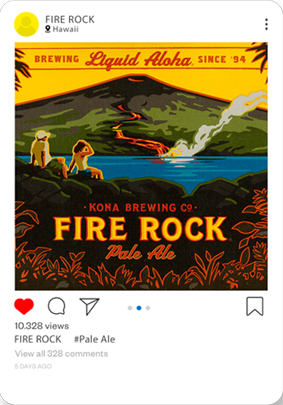 FIRE ROCK
Hawaii
BREWING Liquid Aloha. SINCE '94
· KONA BREWING CO ·
FIRE ROCK
Pale Ale
10.328 views
FIRE ROCK #Pale Ale
View all 328 comments
5 DAYS AGO